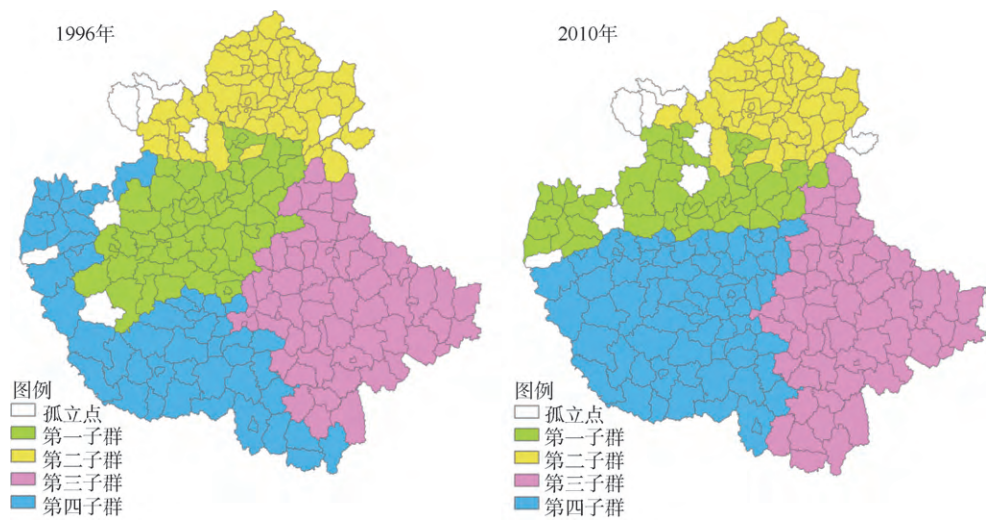 1996年
2010年
图例
孤立点
第一子群
第二子群
第三子群
第四子群
图例
孤立点
第一子群
第二子群
第三子群
第四子群